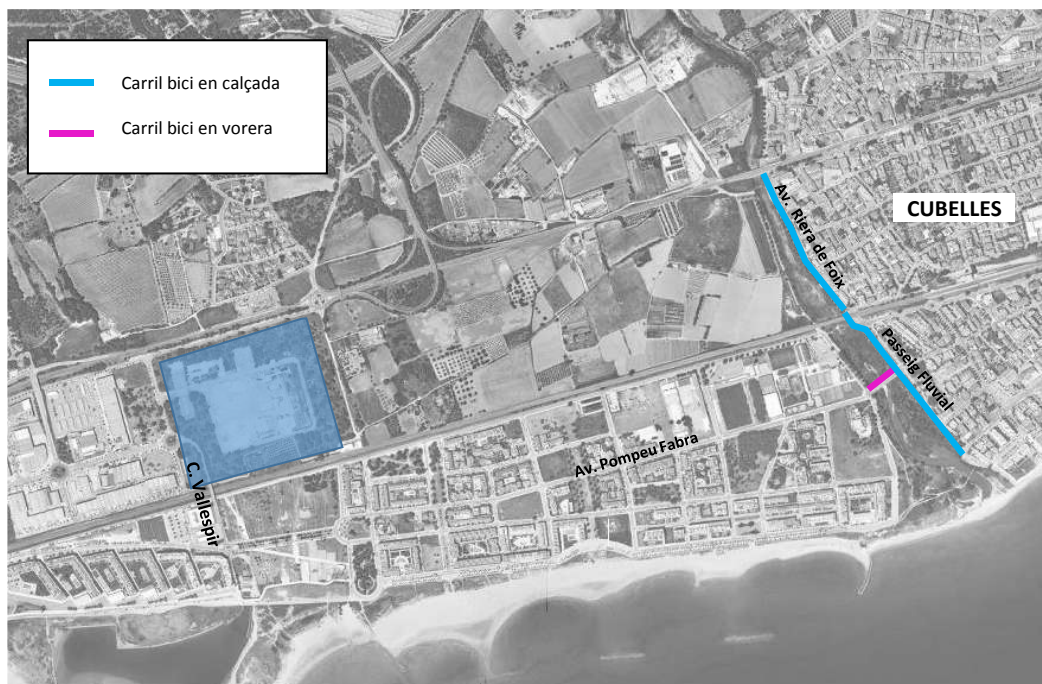 Carril bici en calçada
Carril bici en vorera
CUBELLES
Av. Riera de Foix
Passeig Fluvial
Av. Pompeu Fabra
C. Vallespir